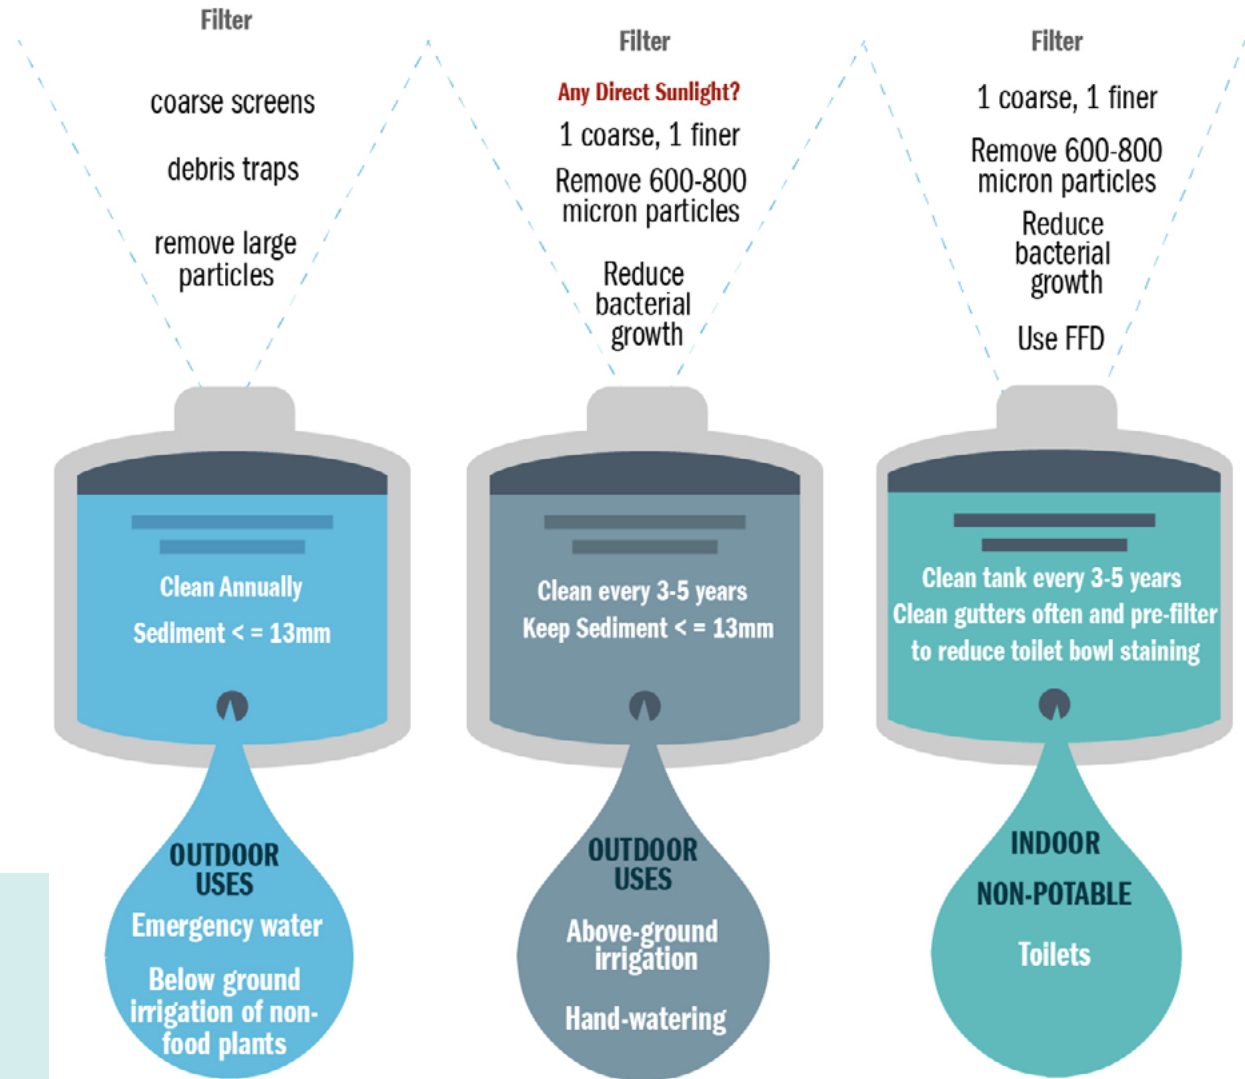 Filter
coarse screens
debris traps
remove large
particles
Clean Annually
Sediment < = 13mm
OUTDOOR
USES
Emergency water
Below ground
irrigation of non-
food plants
Filter
Any Direct Sunlight?
1 coarse, 1 finer
Remove 600-800
micron particles
Reduce
bacterial
growth
Clean every 3-5 years
Keep Sediment < = 13mm
OUTDOOR
USES
Above-ground
irrigation
Hand-watering
Filter
1 coarse, 1 finer
Remove 600-800
micron particles
Reduce
bacterial
growth
Use FFD
Clean tank every 3-5 years
Clean gutters often and pre-filter
to reduce toilet bowl staining
INDOOR
NON-POTABLE
Toilets